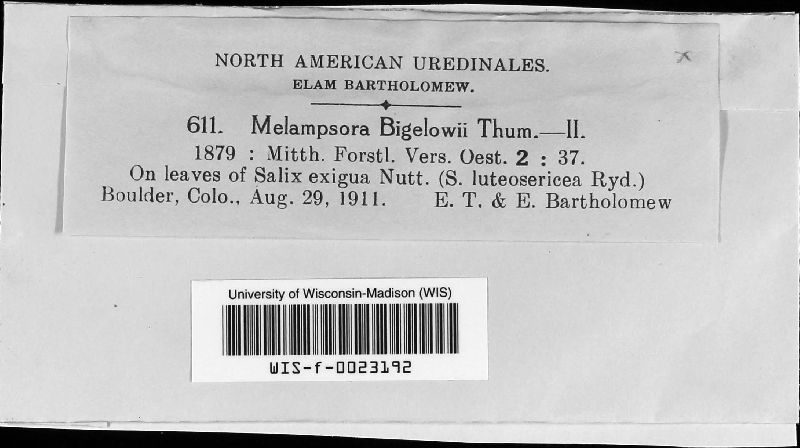 NORTH AMERICAN UREDINALES.
ELAM BARTHOLOMEW.
611. Melampsora Bigelowii Thum.—II.
1879 : Mitth. Forstl. Vers. Oest. 2 : 37.
On leaves of Salix exigua Nutt. (S. luteosericea Ryd.)
Boulder, Colo., Aug. 29, 1911. E. T. & E. Bartholomew
University of Wisconsin-Madison (WIS)
WIS-f-0023192